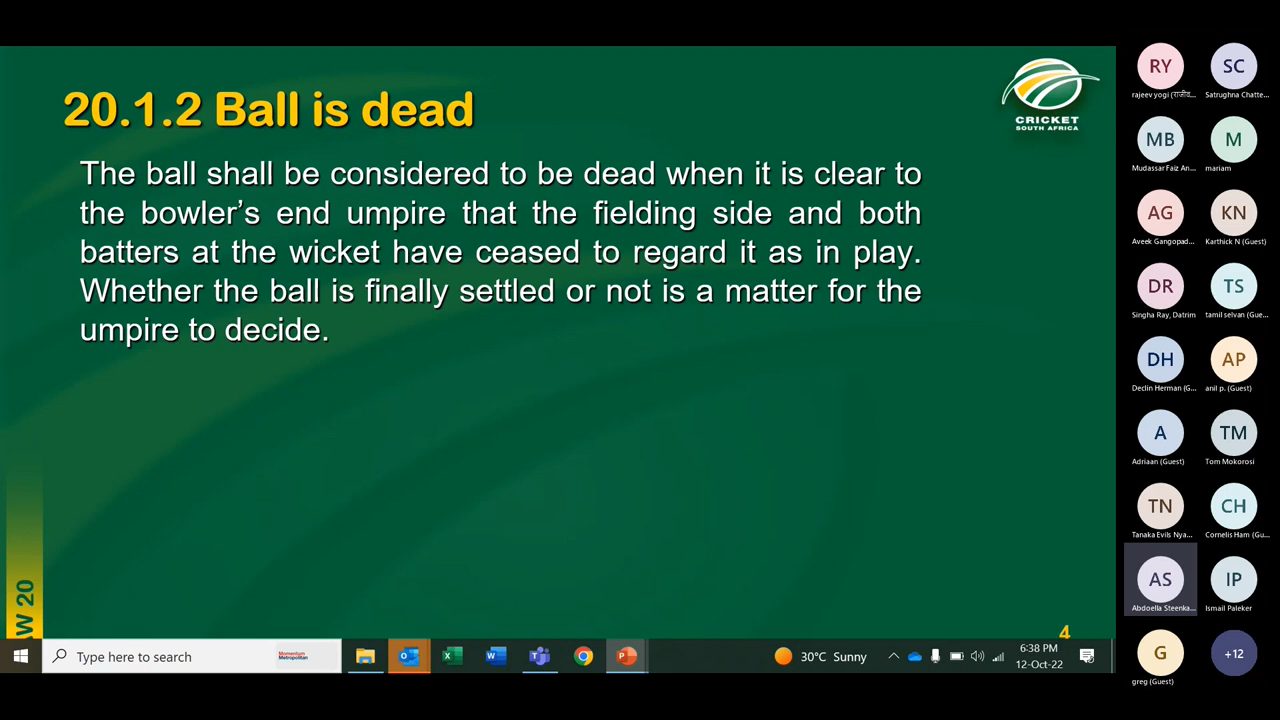 20.1.2 Ball is dead
CRICKET
SOUTH AFRICA
The ball shall be considered to be dead when it is clear to
the bowler’s end umpire that the fielding side and both
batters at the wicket have ceased to regard it as in play.
Whether the ball is finally settled or not is a matter for the
umpire to decide.
AW 20
4
Type here to search
Momentum
Metropolitan
30°C Sunny
6:38 PM
12-Oct-22
RY
SC
rajeev yogi (राजीव...
Satrughna Chatte...
MB
M
Mudassar Faiz An...
mariam
AG
KN
Aveek Gangopad...
Karthick N (Guest)
DR
TS
Singha Ray, Datrim
tamil selvan (Gue...
DH
AP
Declin Herman (G...
anil p. (Guest)
A
TM
Adriaan (Guest)
Tom Mokorosi
TN
CH
Tanaka Evils Nya...
Cornelis Ham (Gu...
AS
IP
Abdoella Steenka...
Ismail Paleker
G
+12
greg (Guest)